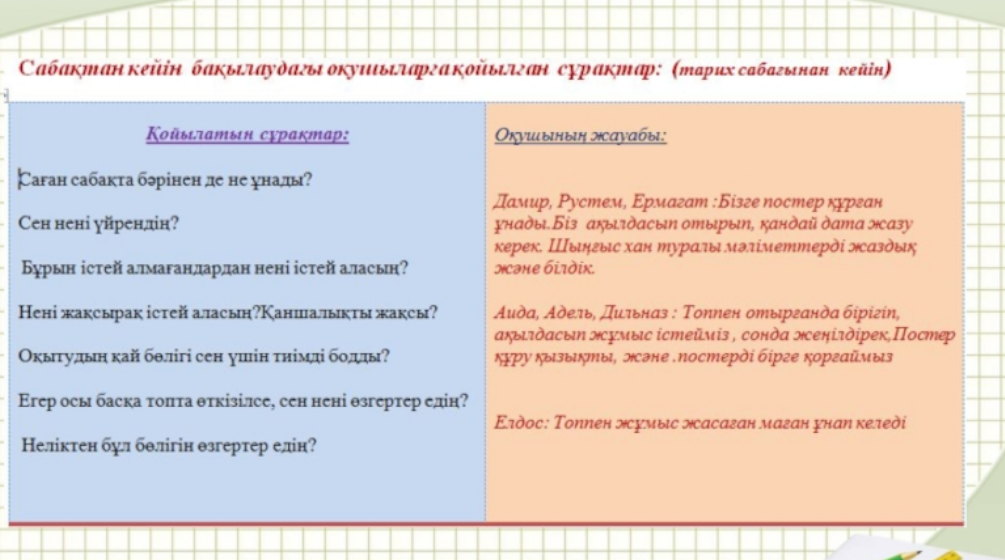 Сабақтан кейін бақылаудағы оқушыларға қойылған сұрақтар: (тарих сабағынан кейін)
Қойылатын сұрақтар:
Саған сабақта бәрінен де не ұнады?
Сен нені үйрендің?
Бұрын істей алмағандардан нені істей аласың?
Нені жақсырақ істей аласың?Қаншалықты жақсы?
Оқытудың қай бөлігі сен үшін тиімді бодды?
Егер осы басқа топта өткізілсе, сен нені өзгертер едің?
Неліктен бұл бөлігін өзгертер едің?
Оқушының жауабы:
Дамир, Рустем, Ермагат :Бізге постер құрған
ұнады.Біз ақылдасып отырып, қандай дата жазу
керек. Шыңғыс хан туралы мәліметтерді жаздық
және білдік.
Аида, Адель, Дильназ : Топпен отырғанда бірігіп,
ақылдасып жұмыс істейміз , сонда жеңілдірек,Постер
құру қызықты, және .постерді бірге қорғаймыз
Елдос: Топпен жұмыс жасаған маған ұнап келеді